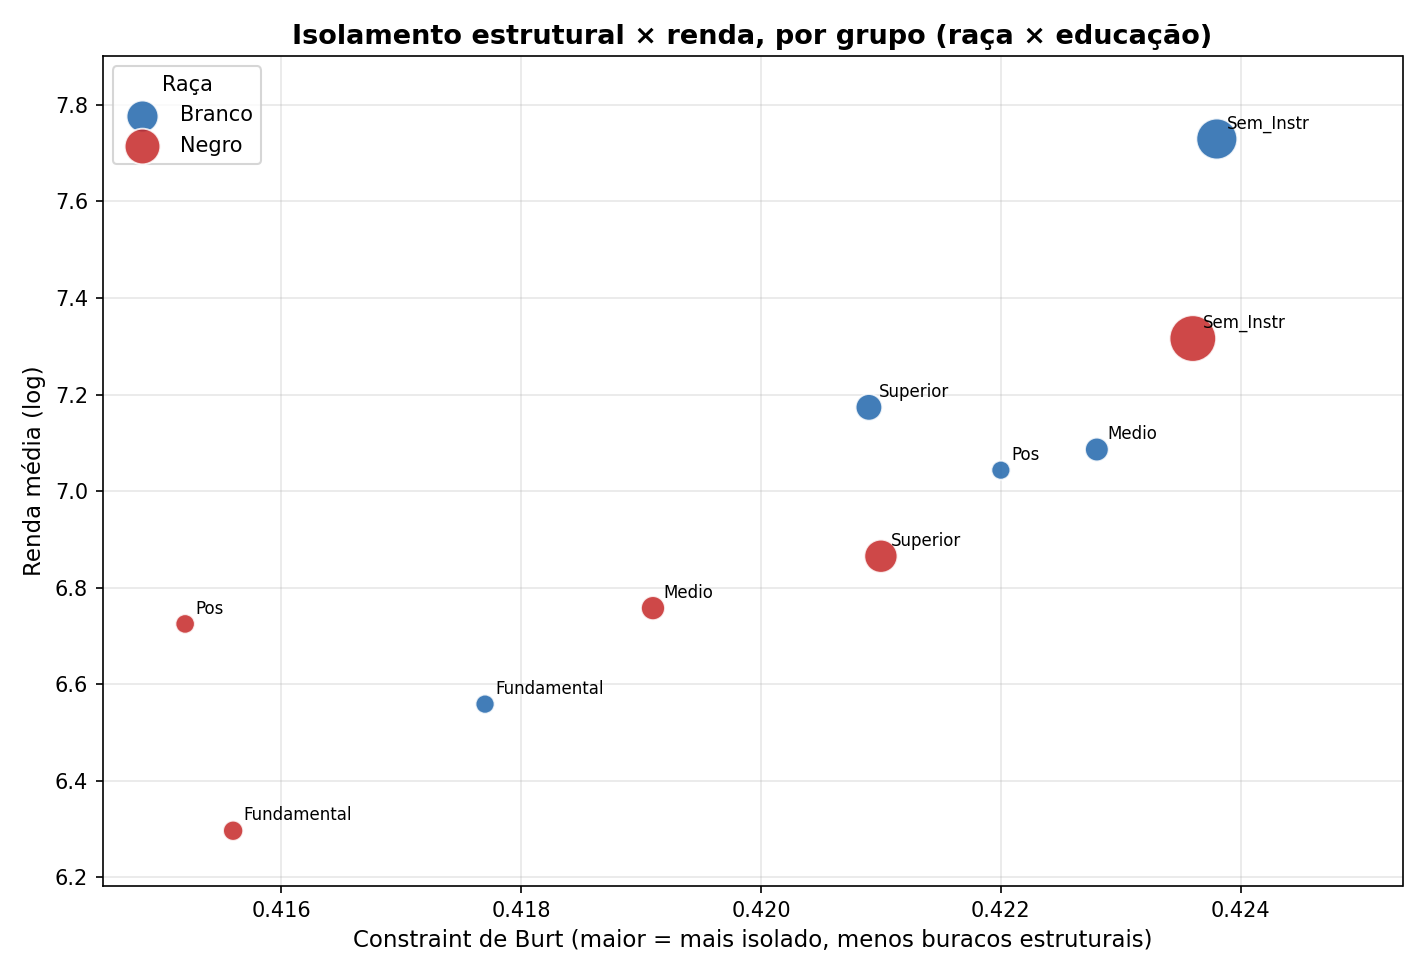 Isolamento estrutural × renda, por grupo (raça × educação)
Raça
Branco
Negro
7.8
7.6
7.4
7.2
7.0
6.8
6.6
6.4
6.2
Renda média (log)
Sem_Instr
Sem_Instr
Superior
Medio
Pos
Superior
Medio
Pos
Fundamental
Fundamental
0.416
0.418
0.420
0.422
0.424
Constraint de Burt (maior = mais isolado, menos buracos estruturais)